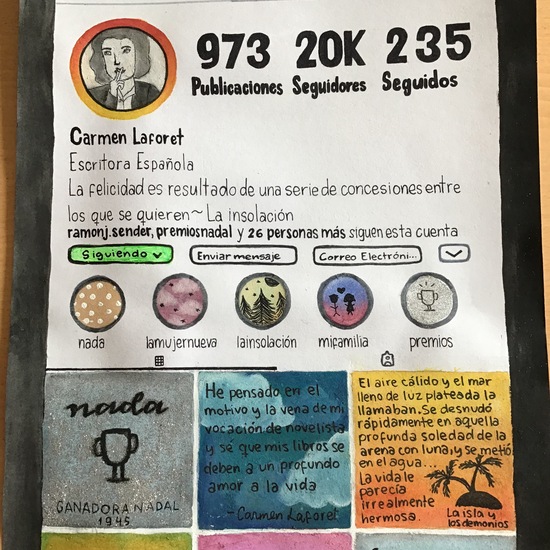 973 20K 235
Publicaciones Seguidores Seguidos
Carmen Laforet
Escritora Española
La felicidad es resultado de una serie de concesiones entre
los que se quieren ~ La insolación
ramonj.sender, premiosnadal y 26 personas más siguen esta cuenta
Siguiendo Enviar mensaje Correo Electróni...
nada lamujernueva lainsolación mifamilia premios
nada
GANADORA NADAL
1945
He pensado en el
motivo y la vena de mi
vocación de novelista
y sé que mis libros se
deben a un profundo
amor a la vida
-Carmen Laforet
El aire cálido y el mar
lleno de luz plateada la
llamaban. Se desnudó
rápidamente en aquella
profunda soledad de la
arena con luna, y se metió
en el agua...
La vida le
parecía
irrealmente
hermosa.
La isla y
los demonios